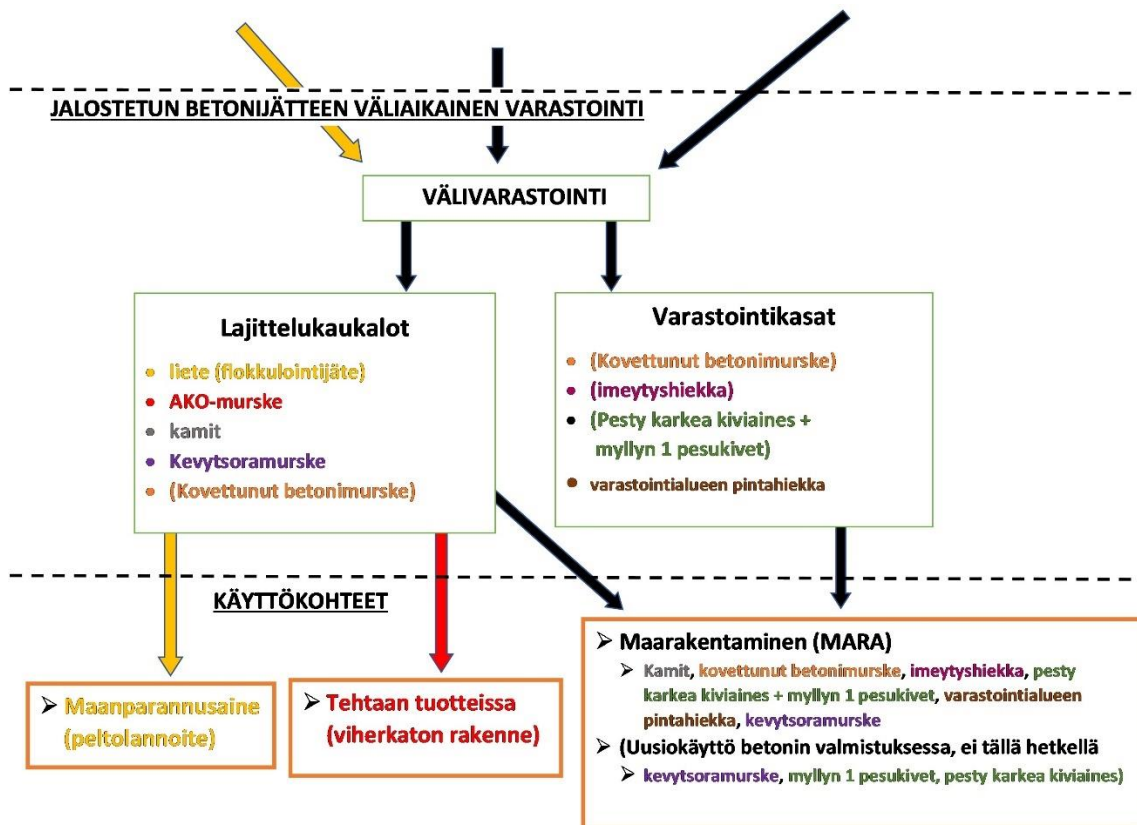 JALOSTETUN BETONIJÄTTEEN VÄLIAIKAINEN VARASTOINTI
VÄLIVARASTOINTI
Lajittelukaukalot
• liete (flokkulointijäte)
• AKO-murske
• kamit
• Kevytsoramurske
• (Kovettunut betonimurske)
Varastointikasat
• (Kovettunut betonimurske)
• (imeytyshiekka)
• (Pesty karkea kiviaines +
myllyn 1 pesukivet)
• varastointialueen pintahiekka
KÄYTTÖKOHTEET
➢ Maanparannusaine
(peltolannoite)
➢ Tehtaan tuotteissa
(viherkaton rakenne)
➢ Maarakentaminen (MARA)
➢ Kamit, kovettunut betonimurske, imeytyshiekka, pesty
karkea kiviaines + myllyn 1 pesukivet, varastointialueen
pintahiekka, kevytsoramurske
➢ (Uusiokäyttö betonin valmistuksessa, ei tällä hetkellä
➢ kevytsoramurske, myllyn 1 pesukivet, pesty karkea kiviaines)